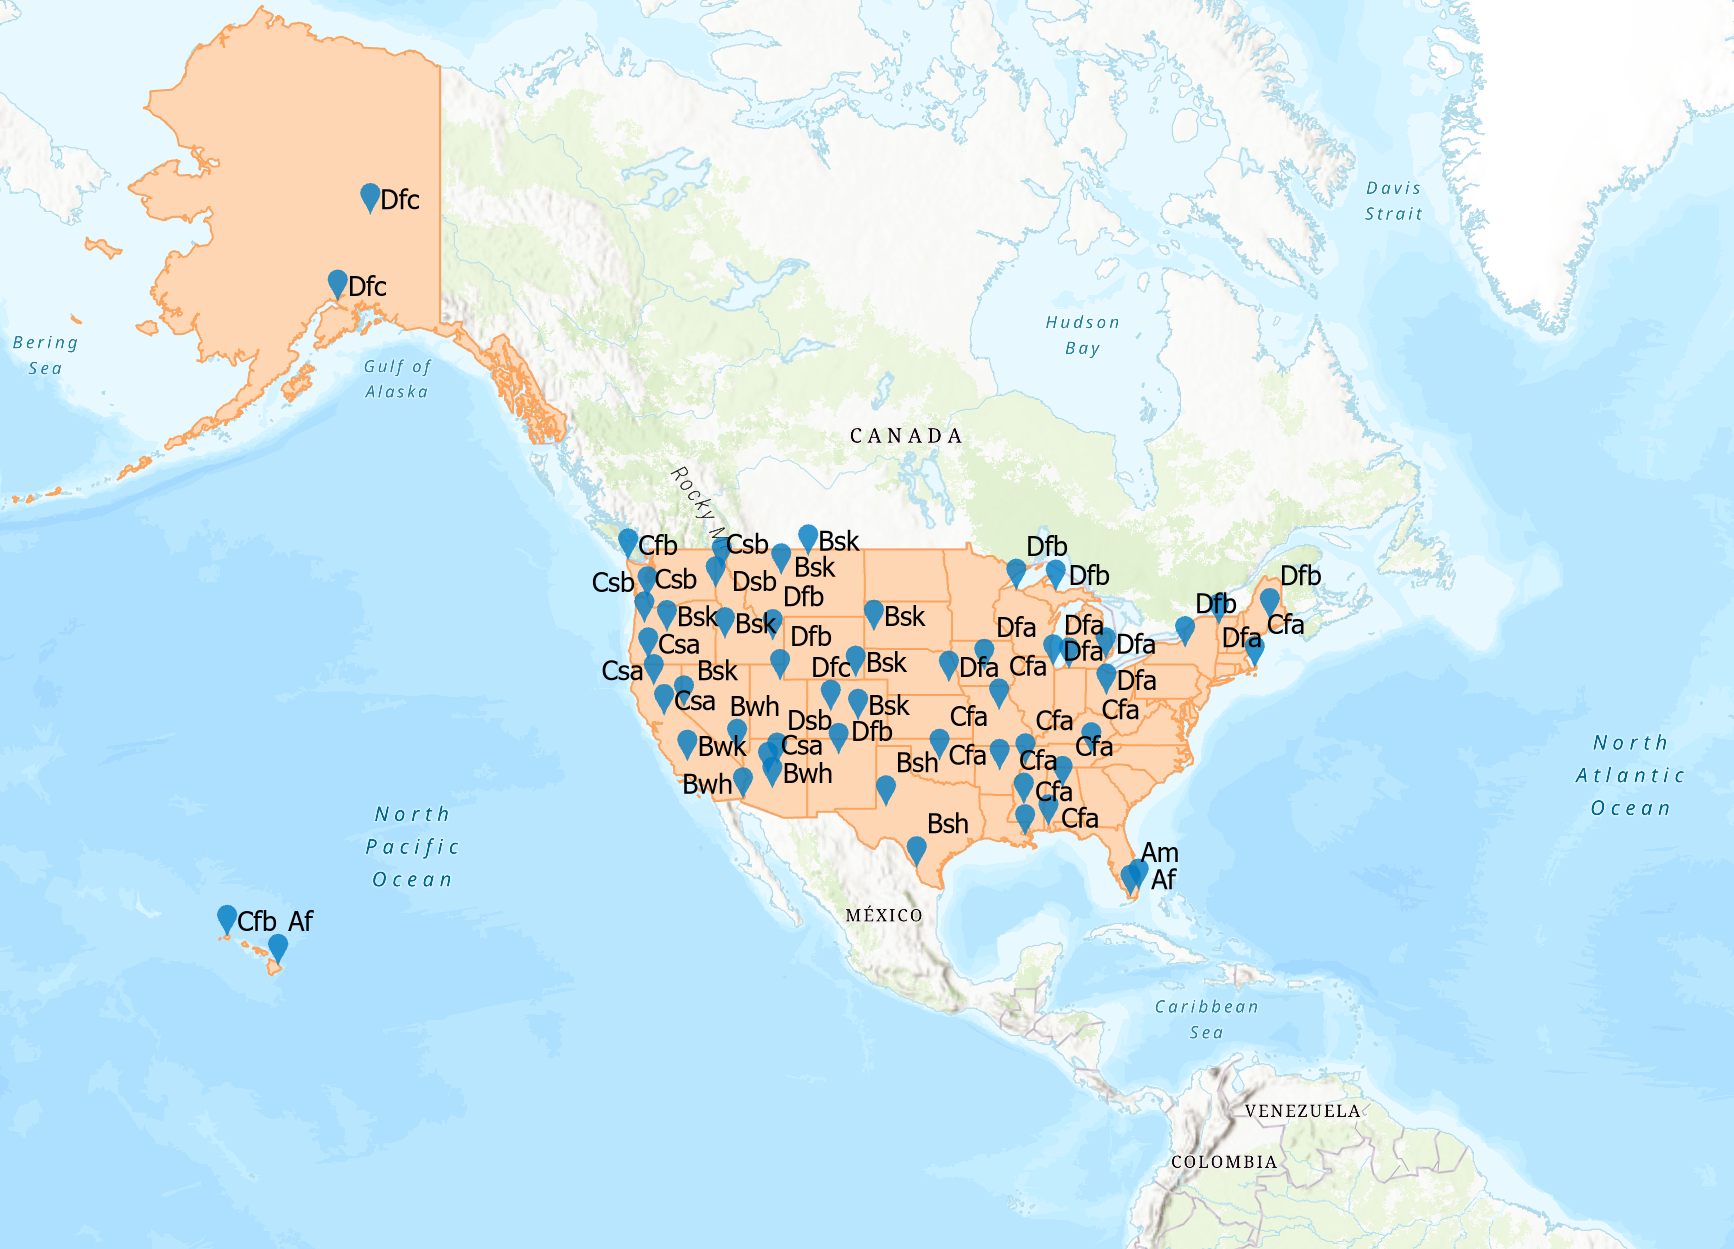 Dfc
Dfc
Davis
Strait
Bering
Sea
Gulf of
Alaska
Hudson
Bay
CANADA
Rocky M
Cfb
Csb
Bsk
Dfb
Csb
Csb
Dsb
Bsk
Dfb
Dfb
Dfb
Bsk
Bsk
Bsk
Dfb
Cfa
Csa
Dfb
Dfa
Dfa
Dfa
Dfa
Dfa
Csa
Bsk
Dfc
Bsk
Dfa
Cfa
Dfa
Csa
Bwh
Bsk
Cfa
Cfa
Cfa
Dsb
Dfb
Bwk
Csa
Cfa
Cfa
Cfa
Bwh
Bwh
Bsh
Cfa
Bsh
Cfa
North
Atlantic
Ocean
North
Pacific
Ocean
Am
Af
MÉXICO
Cfb
Af
Caribbean
Sea
VENEZUELA
COLOMBIA